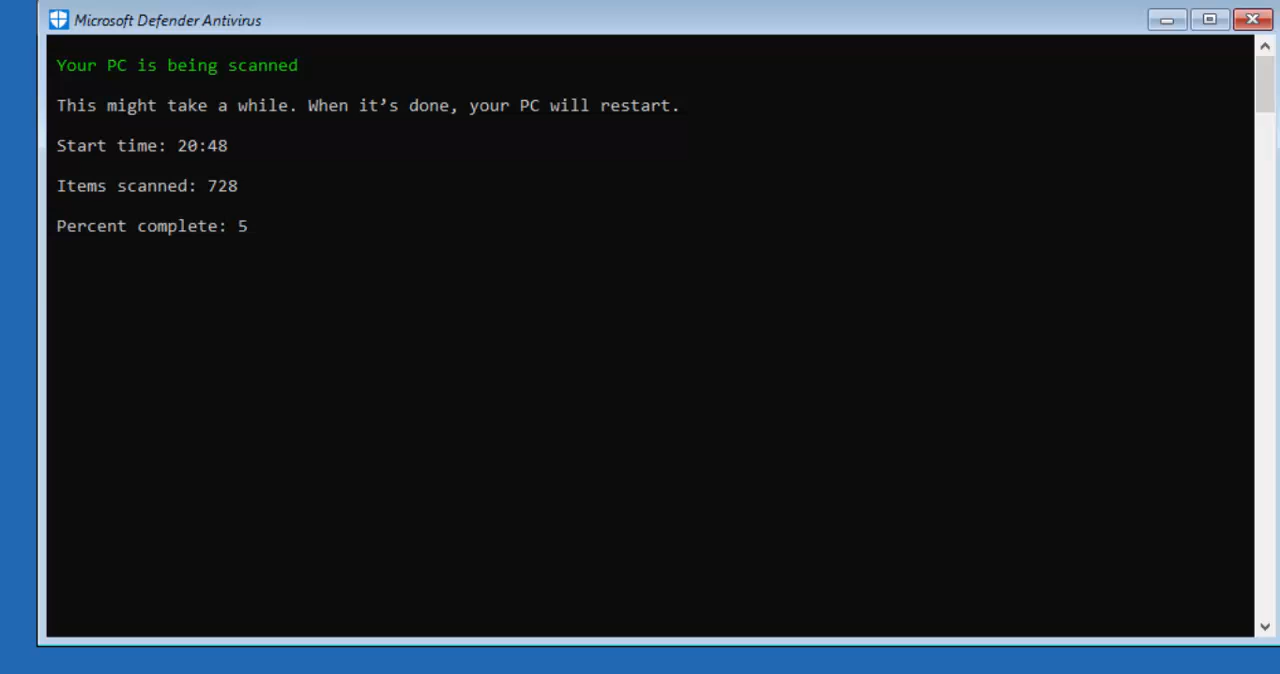 Microsoft Defender Antivirus
Your PC is being scanned
This might take a while. When it’s done, your PC will restart.
Start time: 20:48
Items scanned: 728
Percent complete: 5